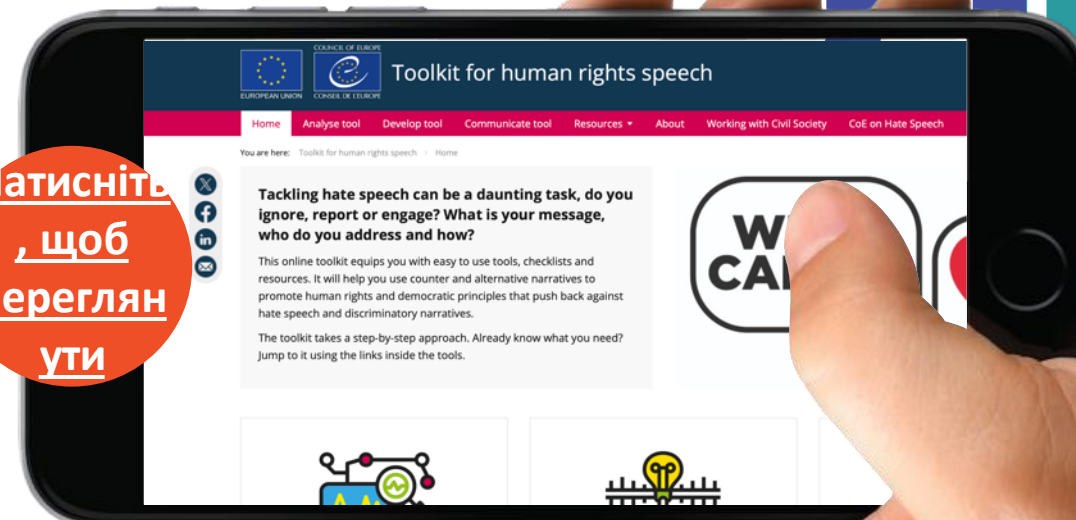 COUNCIL OF EUROPE
EUROPEAN UNION
CONSEIL DE L'EUROPE
Toolkit for human rights speech
Home Analyse tool Develop tool Communicate tool Resources About Working with Civil Society CoE on Hate Speech
You are here: Toolkit for human rights speech > Home
Tackling hate speech can be a daunting task, do you
ignore, report or engage? What is your message,
who do you address and how?
This online toolkit equips you with easy to use tools, checklists and
resources. It will help you use counter and alternative narratives to
promote human rights and democratic principles that push back against
hate speech and discriminatory narratives.
The toolkit takes a step-by-step approach. Already know what you need?
Jump to it using the links inside the tools.
атисніть
, щоб
ереглян
ути
in